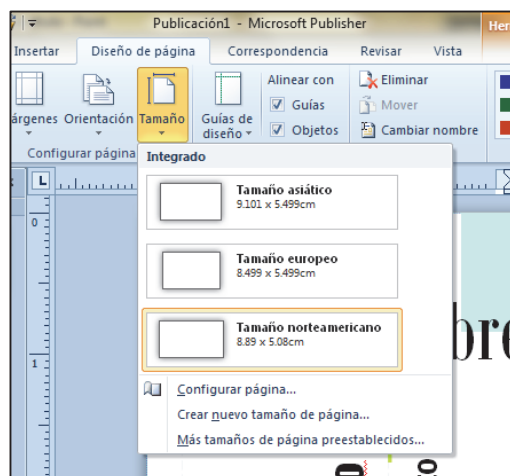 Publicación1 - Microsoft Publisher
Her
Insertar Diseño de página Correspondencia Revisar Vista
árgenes Orientación Tamaño Guías de diseño
Alinear con
Guías
Objetos
Eliminar
Mover
Cambiar nombre
Configurar página
Integrado
Tamaño asiático
9.101 x 5.499cm
Tamaño europeo
8.499 x 5.499cm
Tamaño norteamericano
8.89 x 5.08cm
Configurar página...
Crear nuevo tamaño de página...
Más tamaños de página preestablecidos...
L
0
1
bre